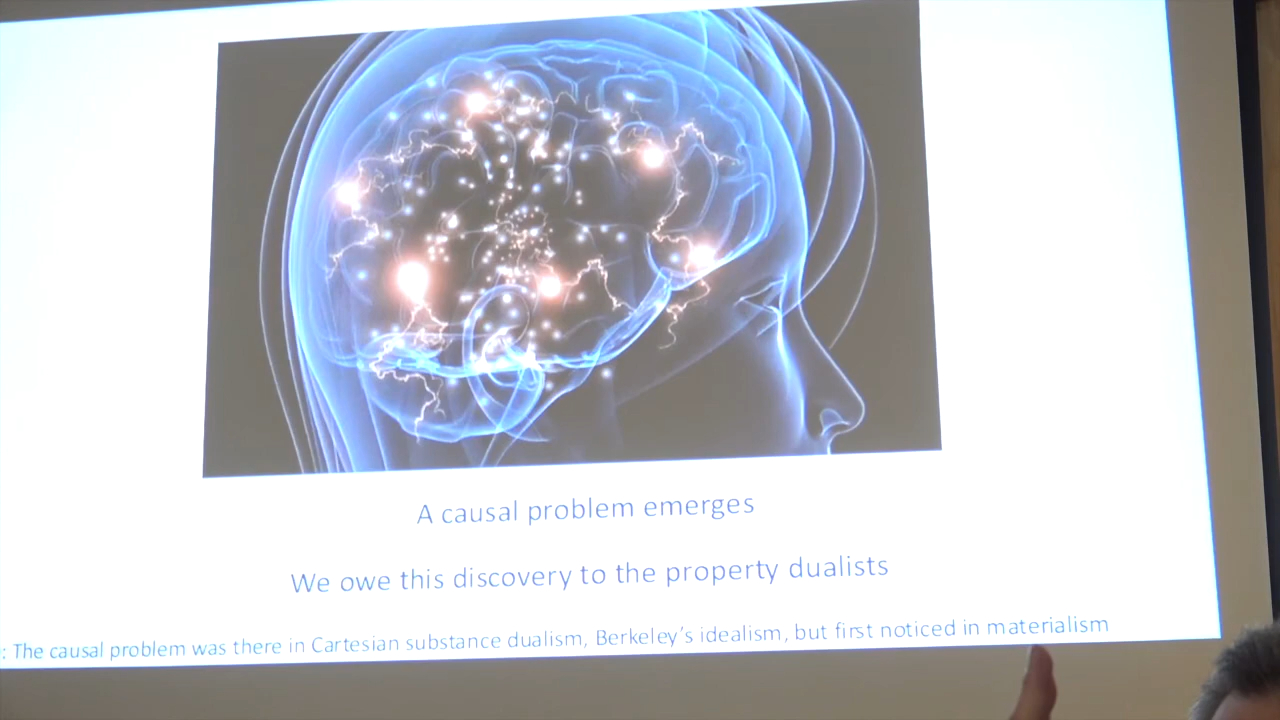 A causal problem emerges
We owe this discovery to the property dualists
: The causal problem was there in Cartesian substance dualism, Berkeley's idealism, but first noticed in materialism